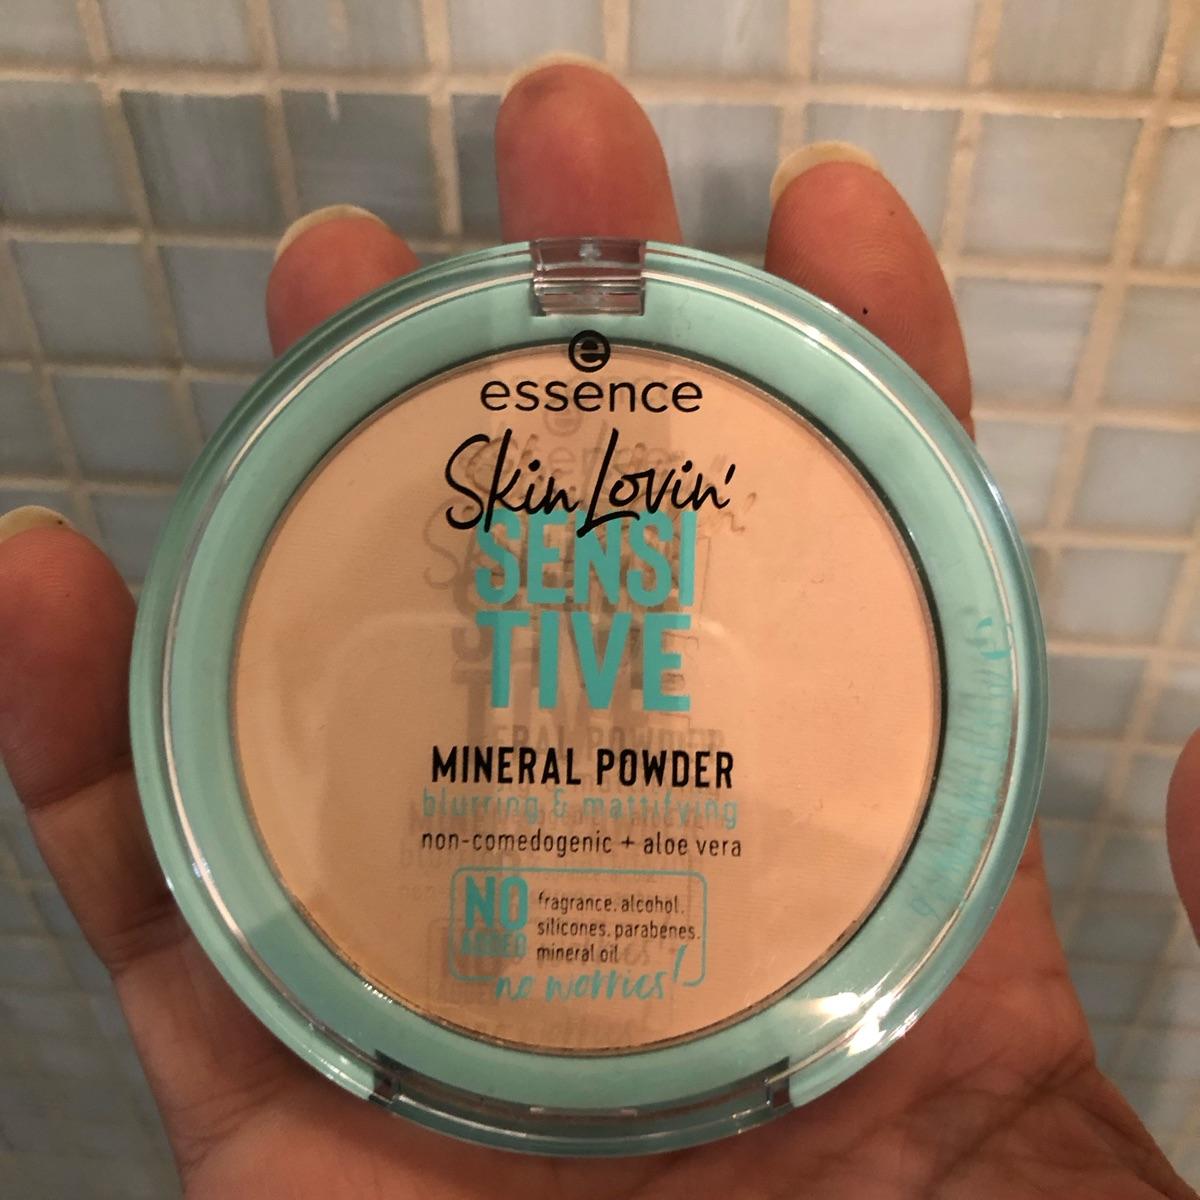 e
essence
Skin Lovin'
SENSI
TIVE
MINERAL POWDER
blurring & mattifying
non-comedogenic + aloe vera
NO
ADDED
fragrance. alcohol.
silicones. parabenes.
mineral oil
no worries!